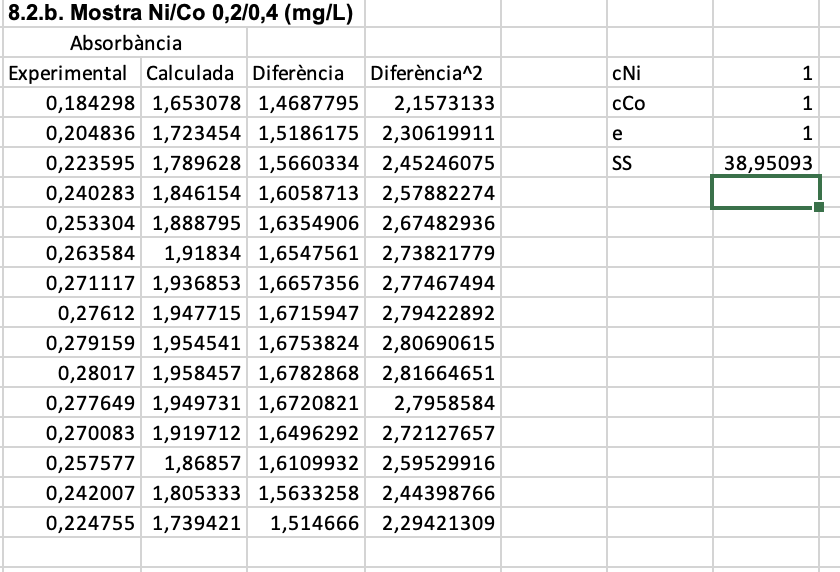 8.2.b. Mostra Ni/Co 0,2/0,4 (mg/L)
Absorbància
Experimental Calculada Diferència Diferència^2 cNi 1
0,184298 1,653078 1,4687795 2,1573133 cCo 1
0,204836 1,723454 1,5186175 2,30619911 e 1
0,223595 1,789628 1,5660334 2,45246075 SS 38,95093
0,240283 1,846154 1,6058713 2,57882274
0,253304 1,888795 1,6354906 2,67482936
0,263584 1,91834 1,6547561 2,73821779
0,271117 1,936853 1,6657356 2,77467494
0,27612 1,947715 1,6715947 2,79422892
0,279159 1,954541 1,6753824 2,80690615
0,28017 1,958457 1,6782868 2,81664651
0,277649 1,949731 1,6720821 2,7958584
0,270083 1,919712 1,6496292 2,72127657
0,257577 1,86857 1,6109932 2,59529916
0,242007 1,805333 1,5633258 2,44398766
0,224755 1,739421 1,514666 2,29421309